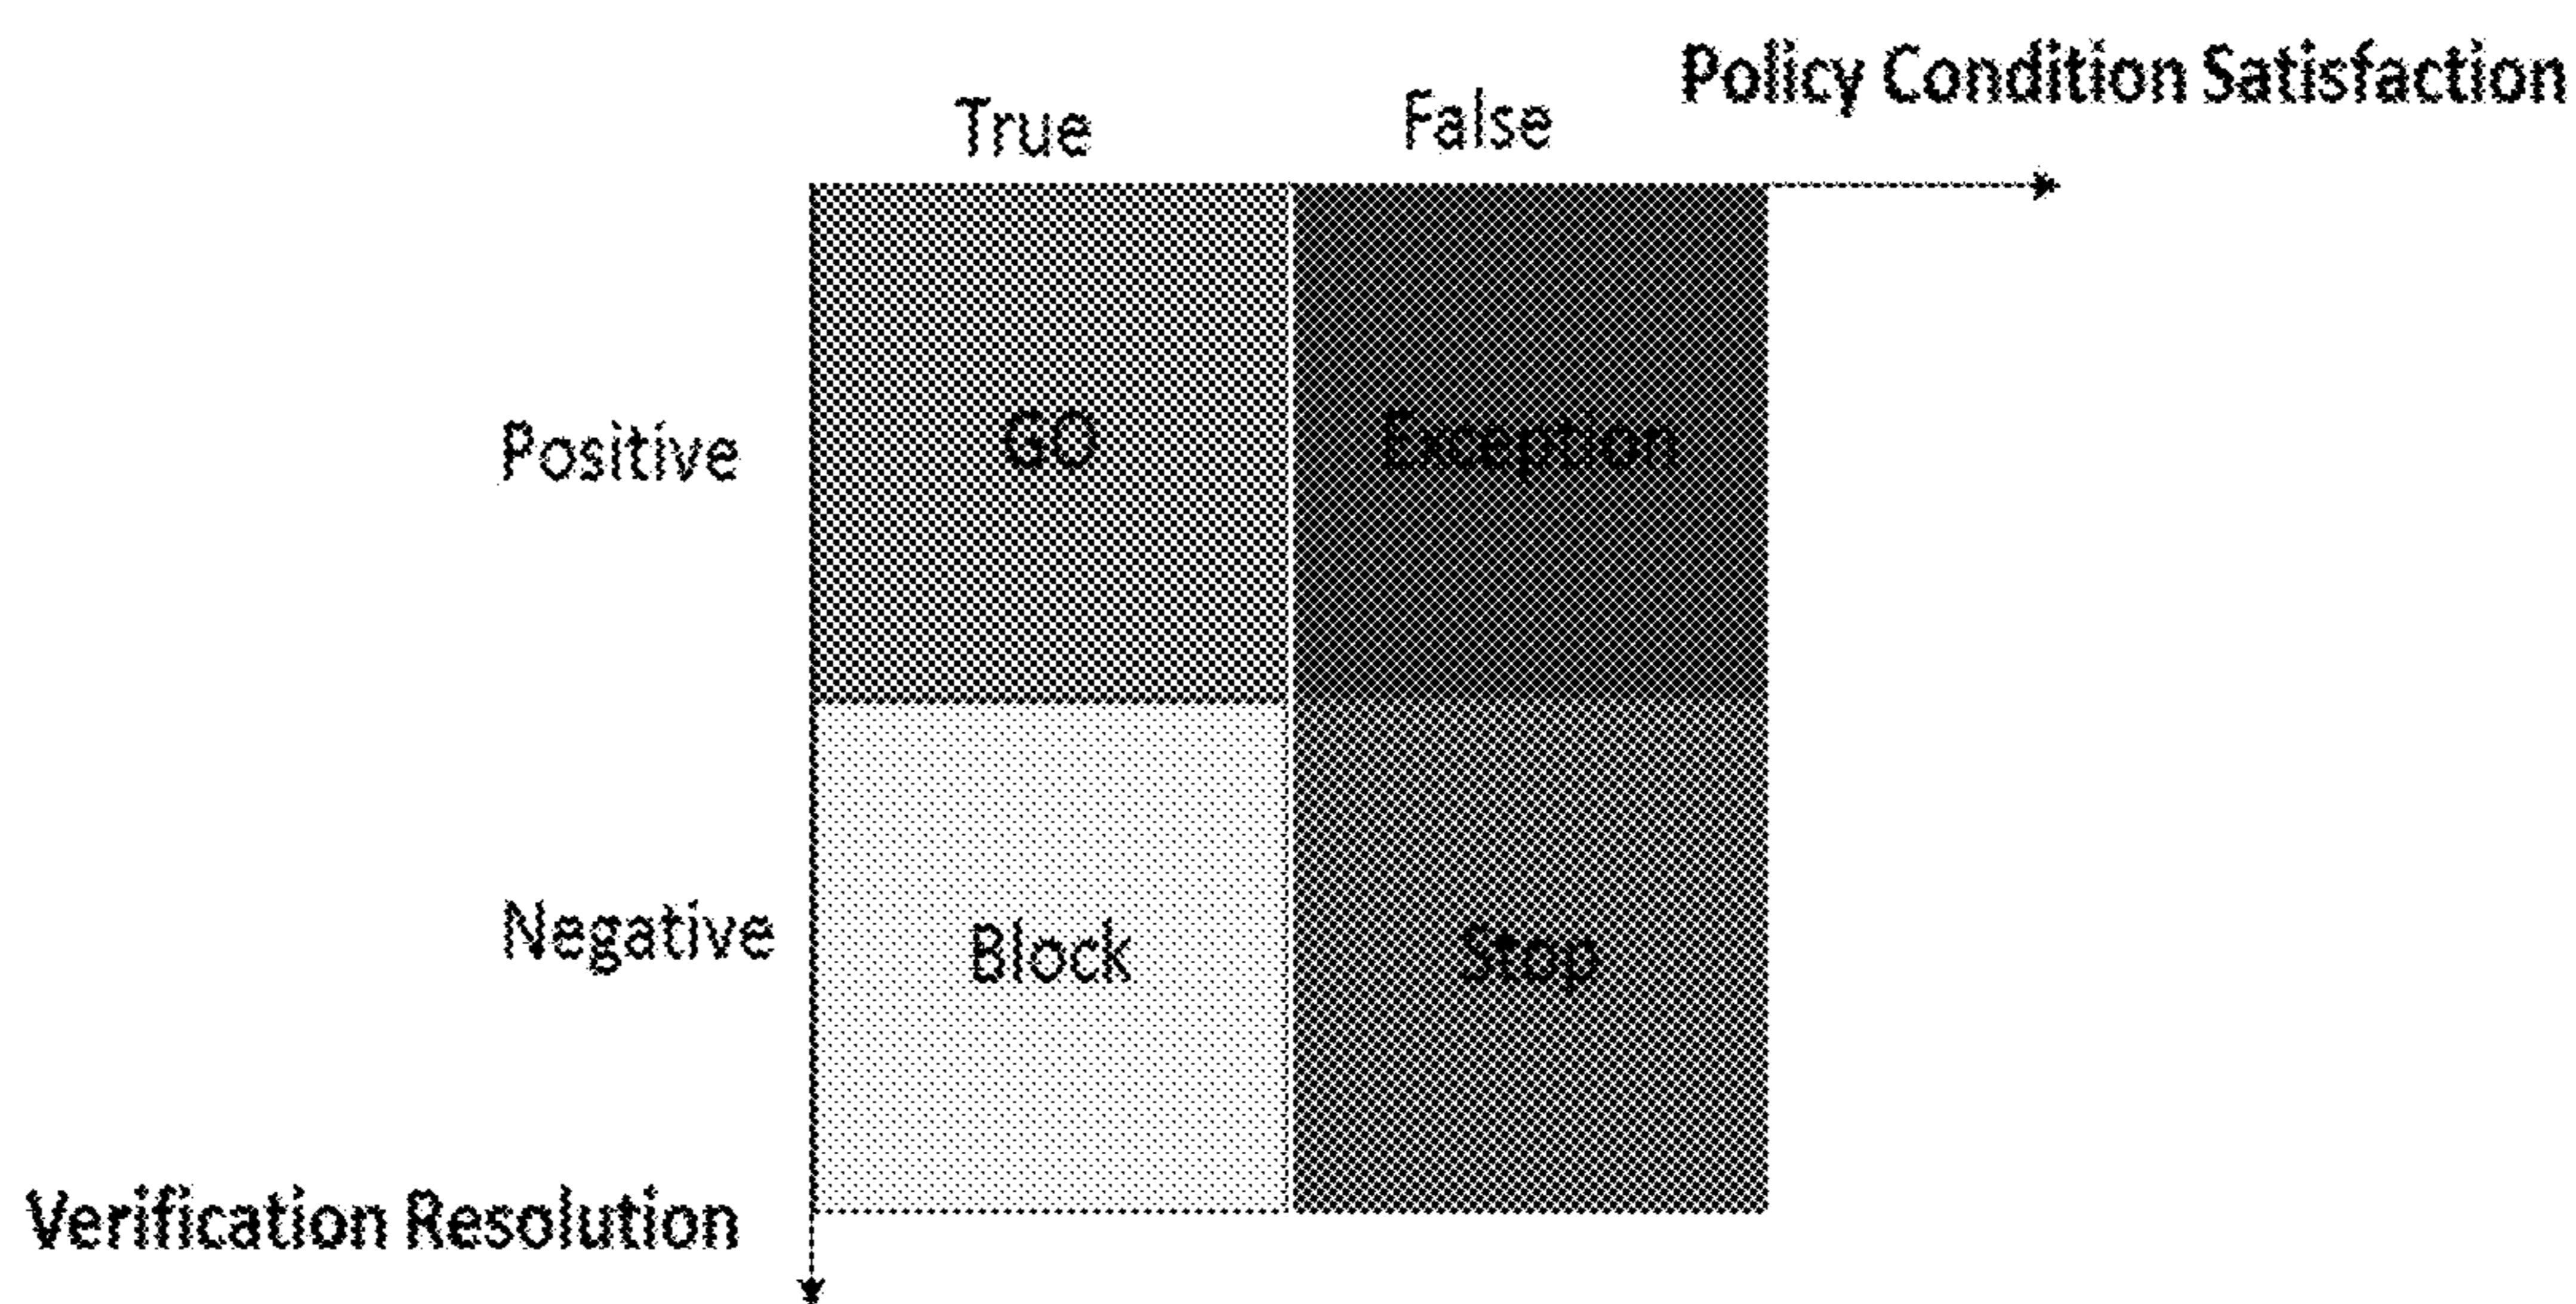 Policy Condition Satisfaction
True False
Positive GO Exception
Negative Block Stop
Verification Resolution